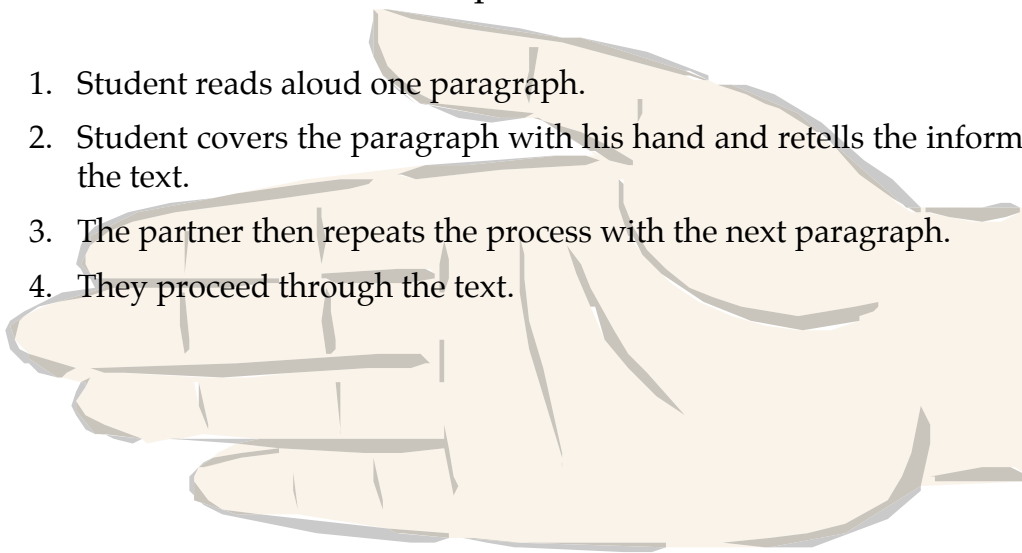 1. Student reads aloud one paragraph.
2. Student covers the paragraph with his hand and retells the inform
the text.
3. The partner then repeats the process with the next paragraph.
4. They proceed through the text.